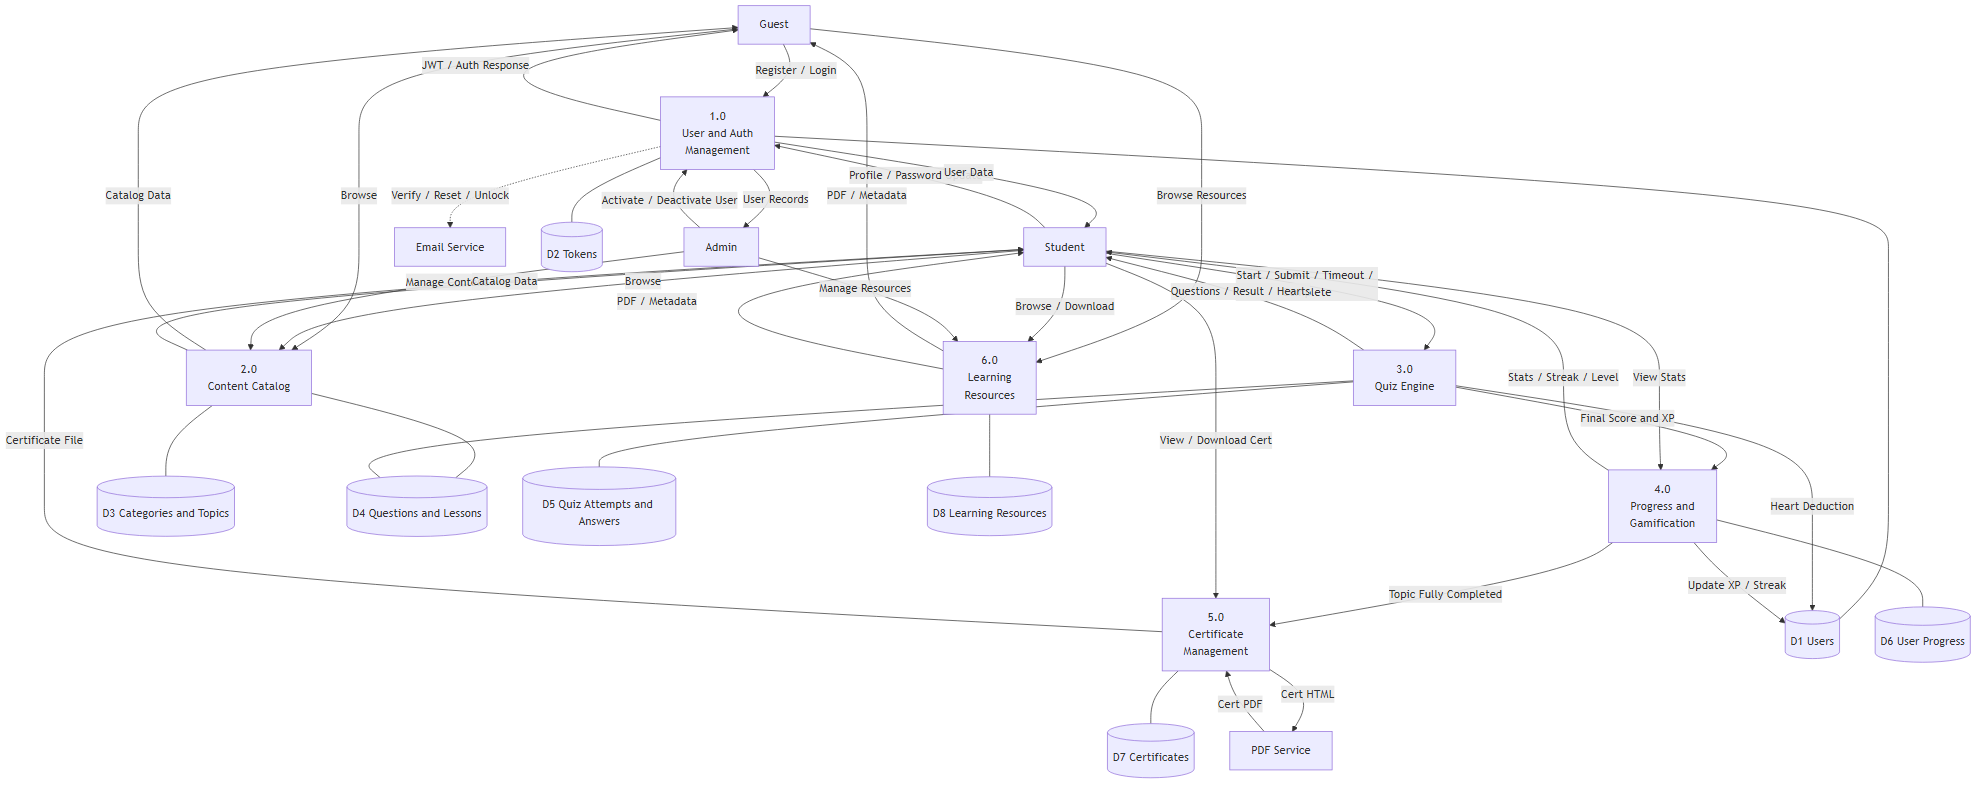 Guest
JWT / Auth Response
Register / Login
1.0
User and Auth
Management
Catalog Data
Browse
Verify / Reset / Unlock
Activate / Deactivate User
User Records
Profile / Password
User Data
PDF / Metadata
Browse Resources
Email Service
D2 Tokens
Admin
Student
Manage Cont
Catalog Data
Browse
PDF / Metadata
Manage Resources
Browse / Download
Start / Submit / Timeout /
Questions / Result / Hearts
lete
2.0
Content Catalog
6.0
Learning
Resources
3.0
Quiz Engine
Stats / Streak / Level
View Stats
Final Score and XP
Certificate File
View / Download Cert
D3 Categories and Topics
D4 Questions and Lessons
D5 Quiz Attempts and
Answers
D8 Learning Resources
4.0
Progress and
Gamification
Heart Deduction
Topic Fully Completed
Update XP / Streak
5.0
Certificate
Management
D1 Users
D6 User Progress
Cert PDF
Cert HTML
D7 Certificates
PDF Service